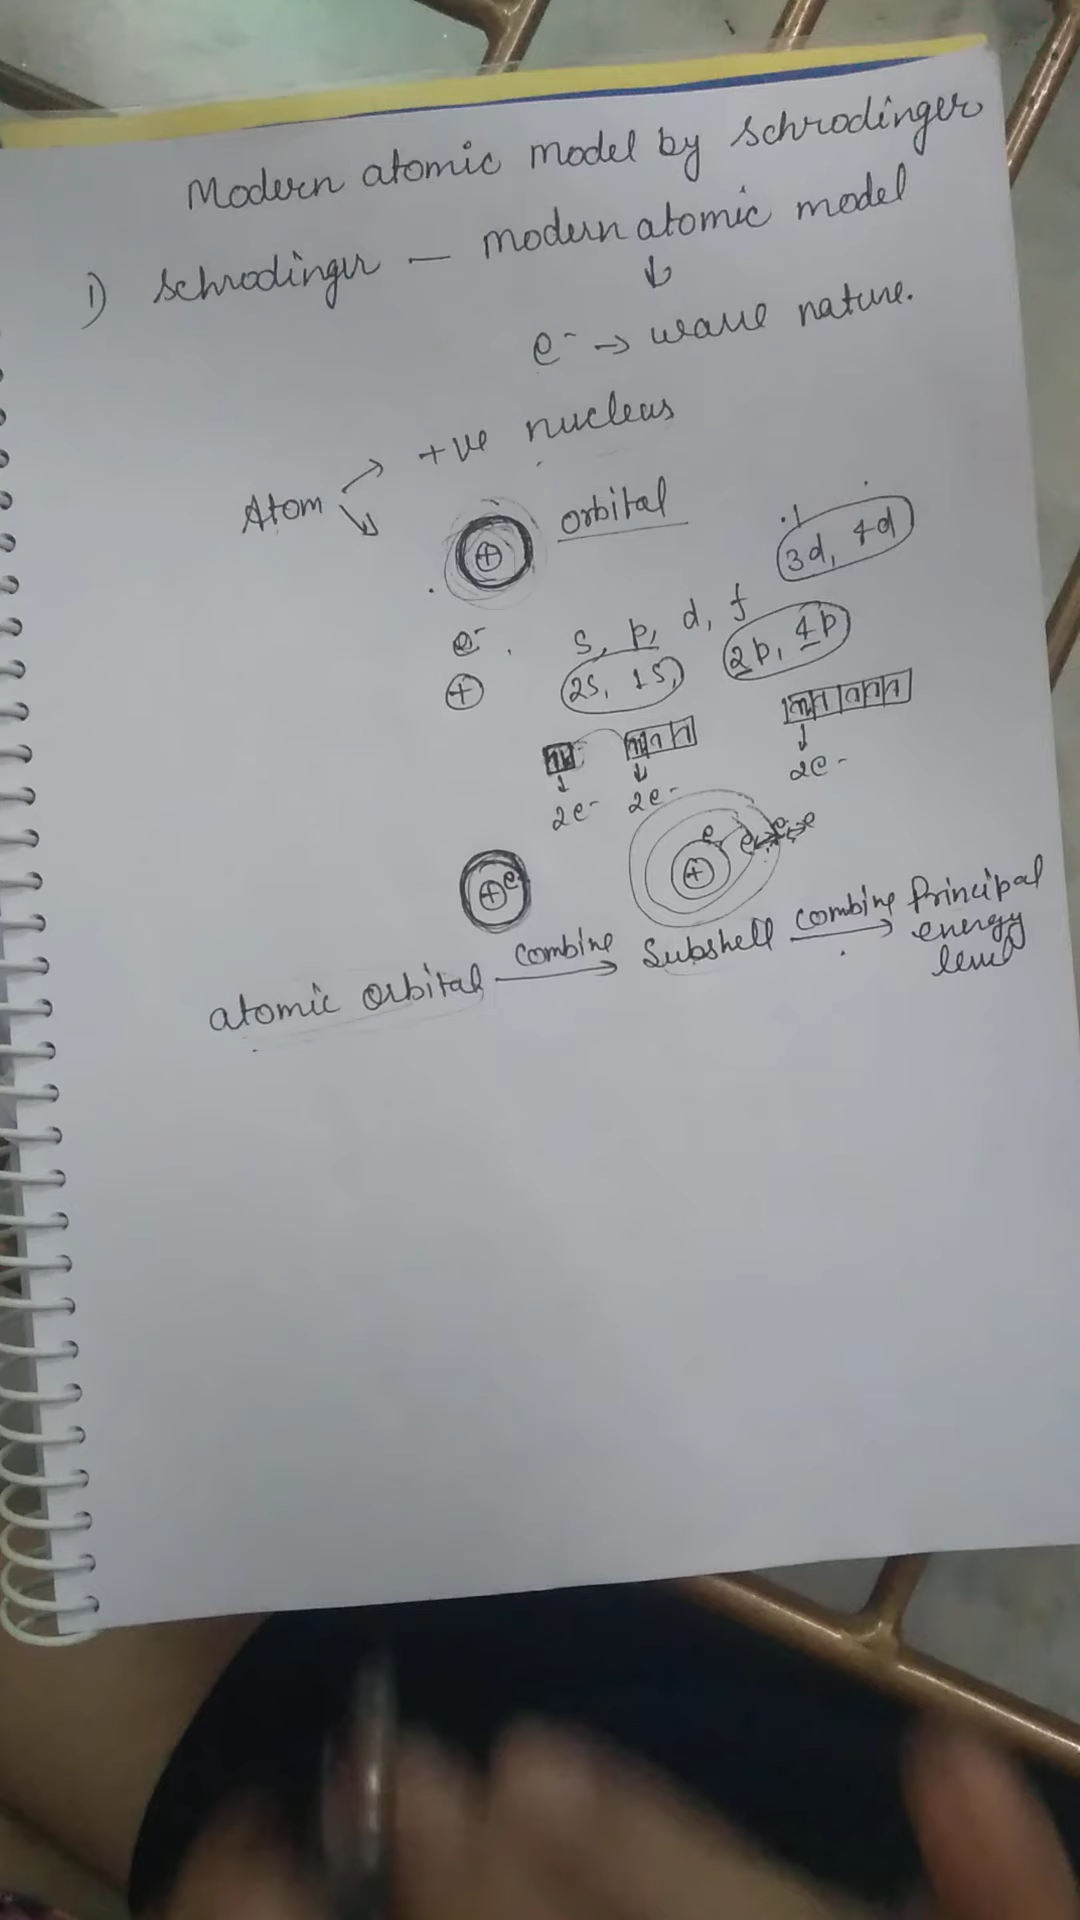 Modern atomic model by schrodinger
1) Schrodinger — modern atomic model
↓
e⁻ → wave nature.
Atom → +ve nucleus
+ orbital
3d, 4d
e⁻ s, p, d, f
+ 2s, 1s, 2p, 4p
2e⁻ 2e⁻ 2e⁻
+ e + e e e e
atomic orbital combine → Subshell combine → Principal
energy
level